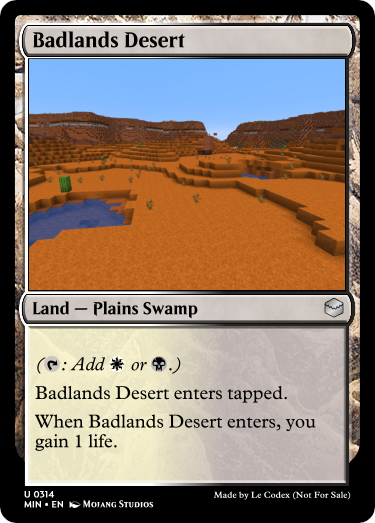 Badlands Desert
Land — Plains Swamp
(: Add or .)
Badlands Desert enters tapped.
When Badlands Desert enters, you
gain 1 life.
U 0314
MIN • EN Mojang Studios
Made by Le Codex (Not For Sale)